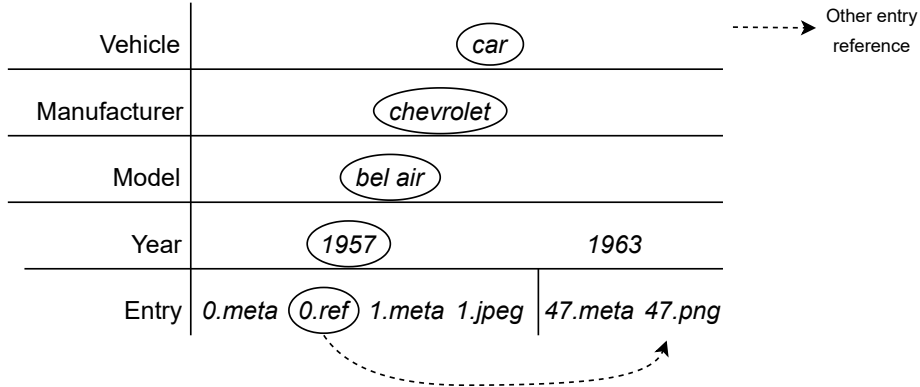 Other entry
reference
Vehicle car
Manufacturer chevrolet
Model bel air
Year 1957 1963
Entry 0.meta 0.ref 1.meta 1.jpeg 47.meta 47.png